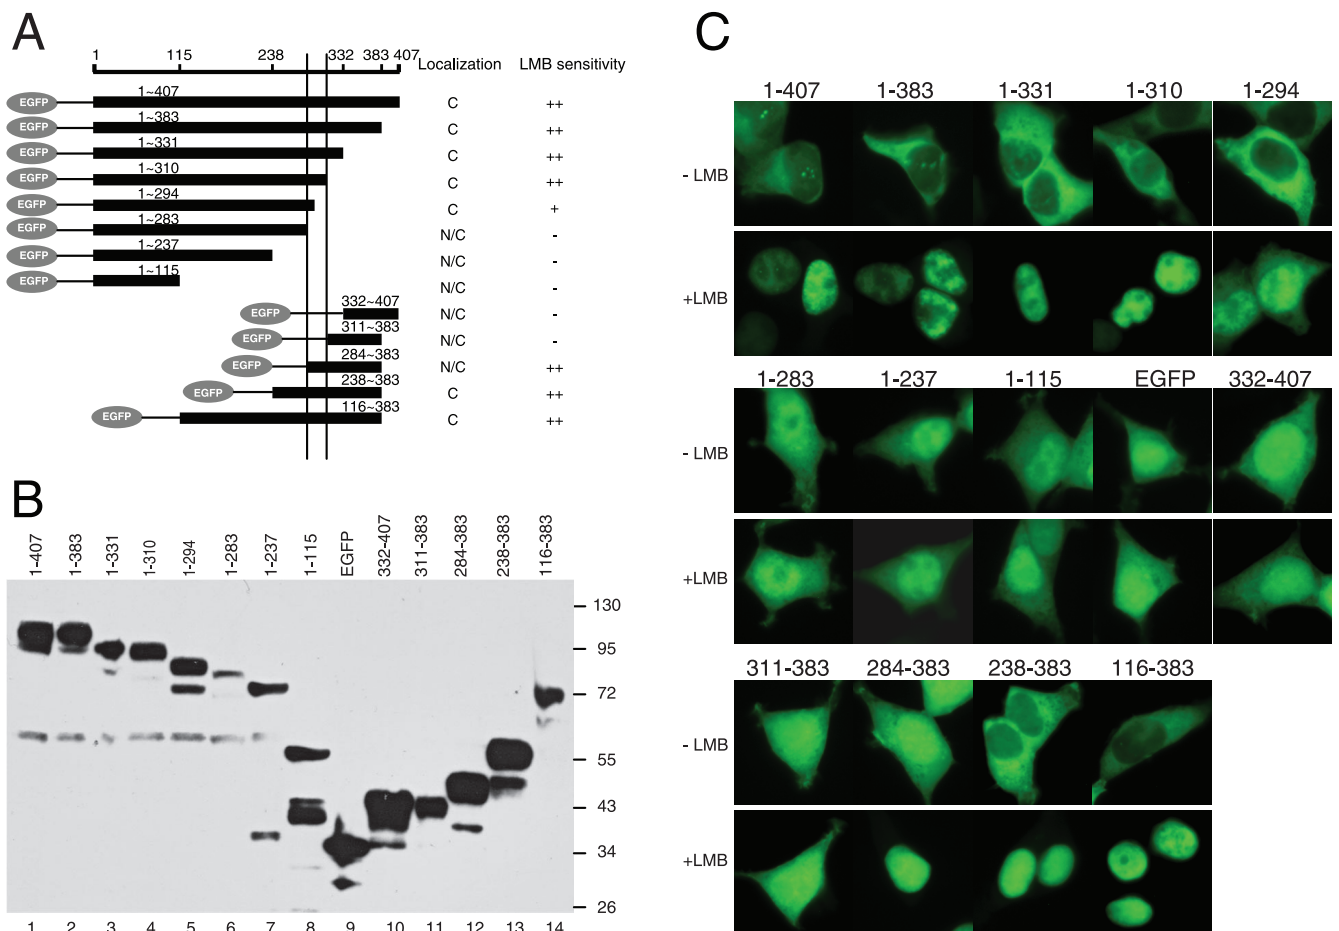 A
1 115 238 332 383 407
Localization LMB sensitivity
EGFP 1~407 C ++
EGFP 1~383 C ++
EGFP 1~331 C ++
EGFP 1~310 C ++
EGFP 1~294 C +
EGFP 1~283 N/C -
EGFP 1~237 N/C -
EGFP 1~115 N/C -
EGFP 332~407 N/C -
EGFP 311~383 N/C -
EGFP 284~383 N/C ++
EGFP 238~383 C ++
EGFP 116~383 C ++
B
1-407 1-383 1-331 1-310 1-294 1-283 1-237 1-115 EGFP 332-407 311-383 284-383 238-383 116-383
130
95
72
55
43
34
26
1 2 3 4 5 6 7 8 9 10 11 12 13 14
C
1-407 1-383 1-331 1-310 1-294
- LMB
+LMB
1-283 1-237 1-115 EGFP 332-407
- LMB
+LMB
311-383 284-383 238-383 116-383
- LMB
+LMB